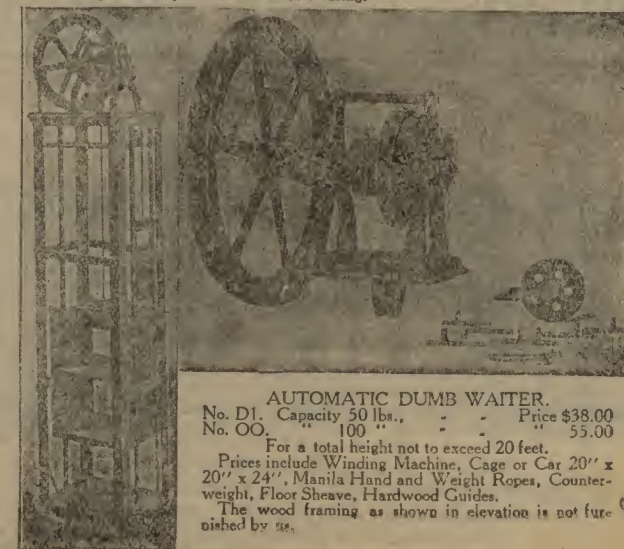 AUTOMATIC DUMB WAITER.
No. D1. Capacity 50 lbs., - - Price $38.00
No. OO. " 100 " - - " 55.00
For a total height not to exceed 20 feet.
Prices include Winding Machine, Cage or Car 20" x
20" x 24", Manila Hand and Weight Ropes, Counter-
weight, Floor Sheave, Hardwood Guides.
The wood framing as shown in elevation is not fur-
nished by us.